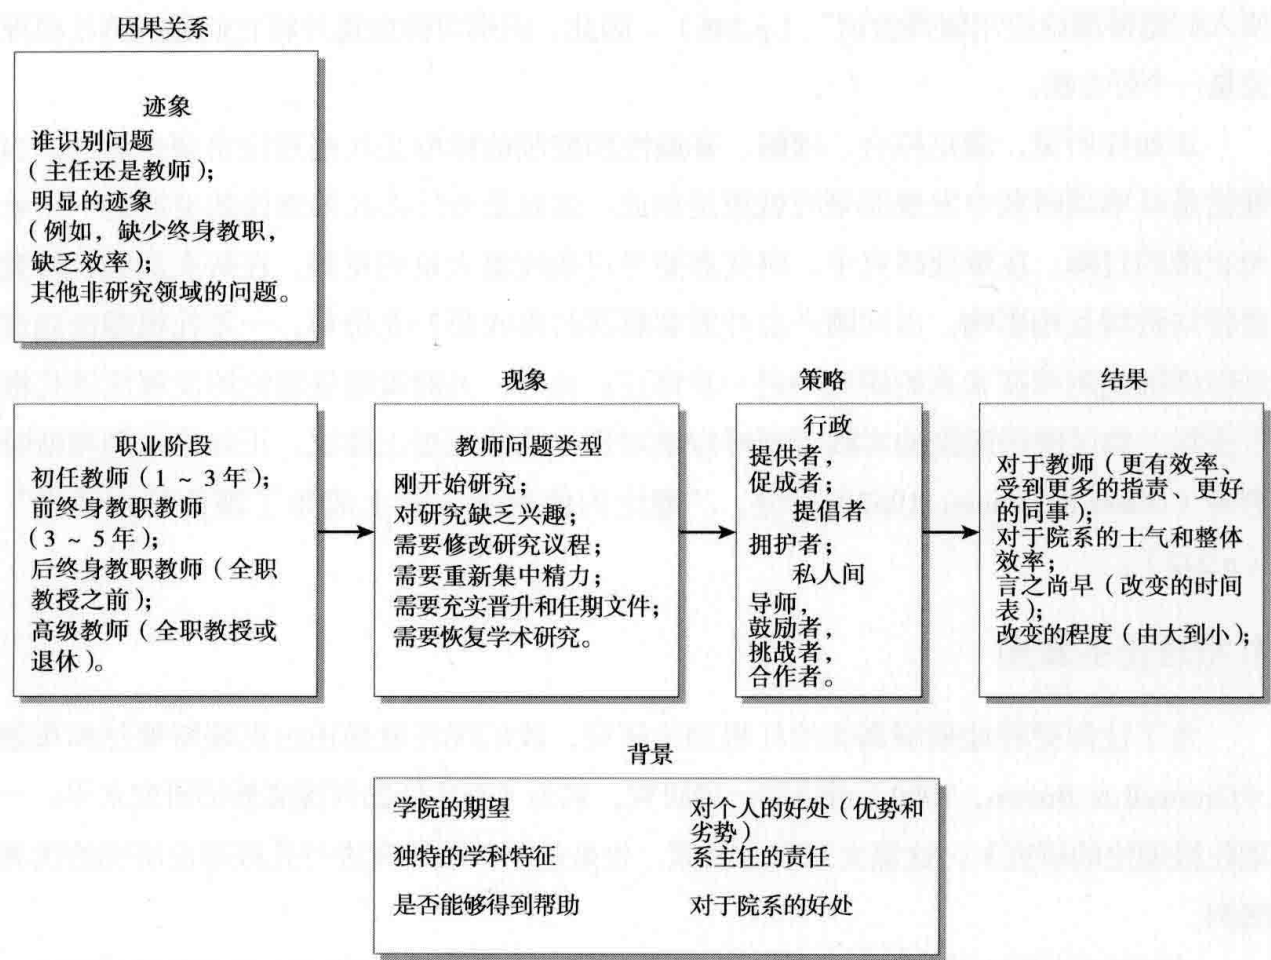 因果关系
迹象
谁识别问题
（主任还是教师）；
明显的迹象
（例如，缺少终身教职，
缺乏效率）；
其他非研究领域的问题。
职业阶段
初任教师（1 ~ 3 年）；
前终身教职教师
（3 ~ 5 年）；
后终身教职教师（全职
教授之前）；
高级教师（全职教授或
退休）。
现象
教师问题类型
刚开始研究；
对研究缺乏兴趣；
需要修改研究议程；
需要重新集中精力；
需要充实晋升和任期文件；
需要恢复学术研究。
策略
行政
提供者，
促成者；
提倡者
拥护者；
私人间
导师，
鼓励者，
挑战者，
合作者。
结果
对于教师（更有效率、
受到更多的指责、更好
的同事）；
对于院系的士气和整体
效率；
言之尚早（改变的时间
表）；
改变的程度（由大到小）；
背景
学院的期望
独特的学科特征
是否能够得到帮助
对个人的好处（优势和
劣势）
系主任的责任
对于院系的好处